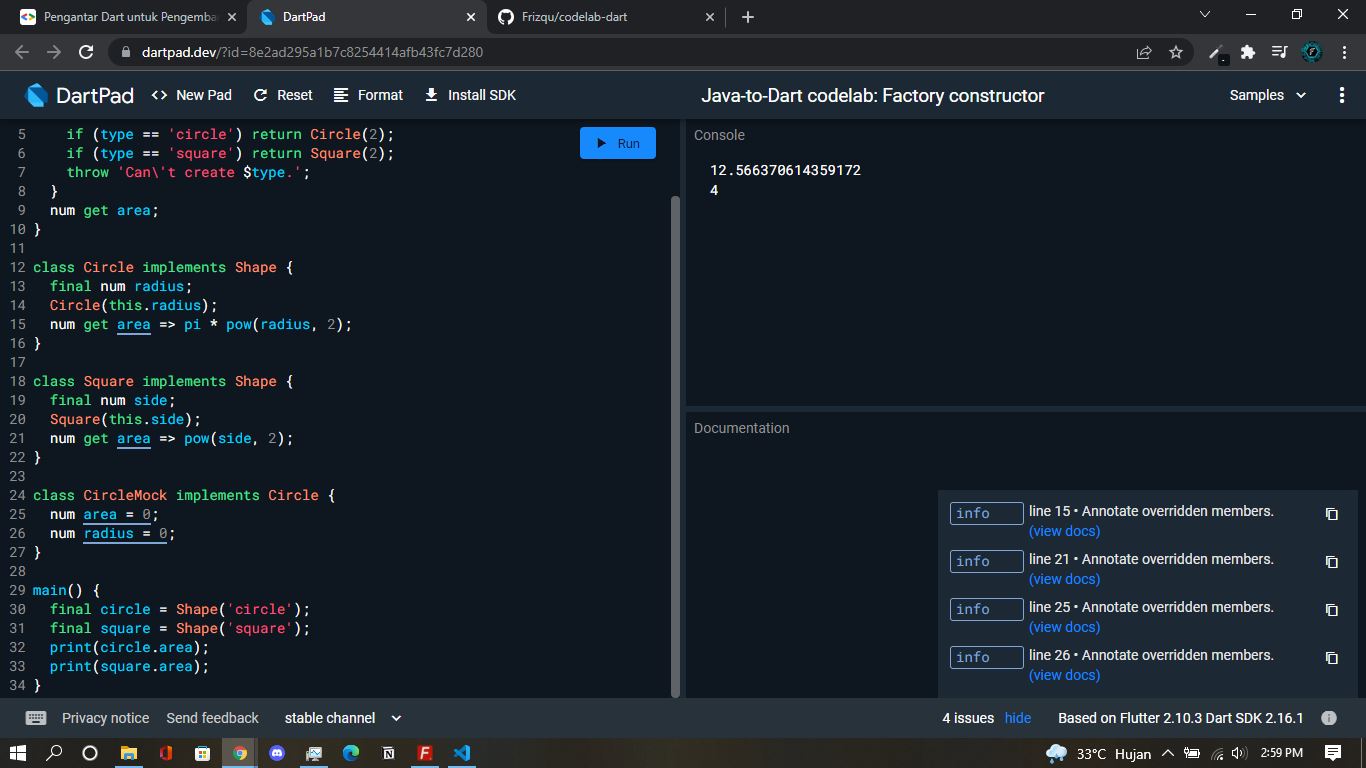 Pengantar Dart untuk Pengemba
DartPad
Frizqu/codelab-dart
dartpad.dev/?id=8e2ad295a1b7c8254414afb43fc7d280
DartPad
<> New Pad
Reset
Format
Install SDK
Java-to-Dart codelab: Factory constructor
Samples
5 if (type == 'circle') return Circle(2);
6 if (type == 'square') return Square(2);
7 throw 'Can\'t create $type.';
8 }
9 num get area;
10 }
11
12 class Circle implements Shape {
13 final num radius;
14 Circle(this.radius);
15 num get area => pi * pow(radius, 2);
16 }
17
18 class Square implements Shape {
19 final num side;
20 Square(this.side);
21 num get area => pow(side, 2);
22 }
23
24 class CircleMock implements Circle {
25 num area = 0;
26 num radius = 0;
27 }
28
29 main() {
30 final circle = Shape('circle');
31 final square = Shape('square');
32 print(circle.area);
33 print(square.area);
34 }
Run
Console
12.566370614359172
4
Documentation
info line 15 • Annotate overridden members.
(view docs)
info line 21 • Annotate overridden members.
(view docs)
info line 25 • Annotate overridden members.
(view docs)
info line 26 • Annotate overridden members.
(view docs)
Privacy notice Send feedback stable channel
4 issues hide Based on Flutter 2.10.3 Dart SDK 2.16.1
33°C Hujan 2:59 PM